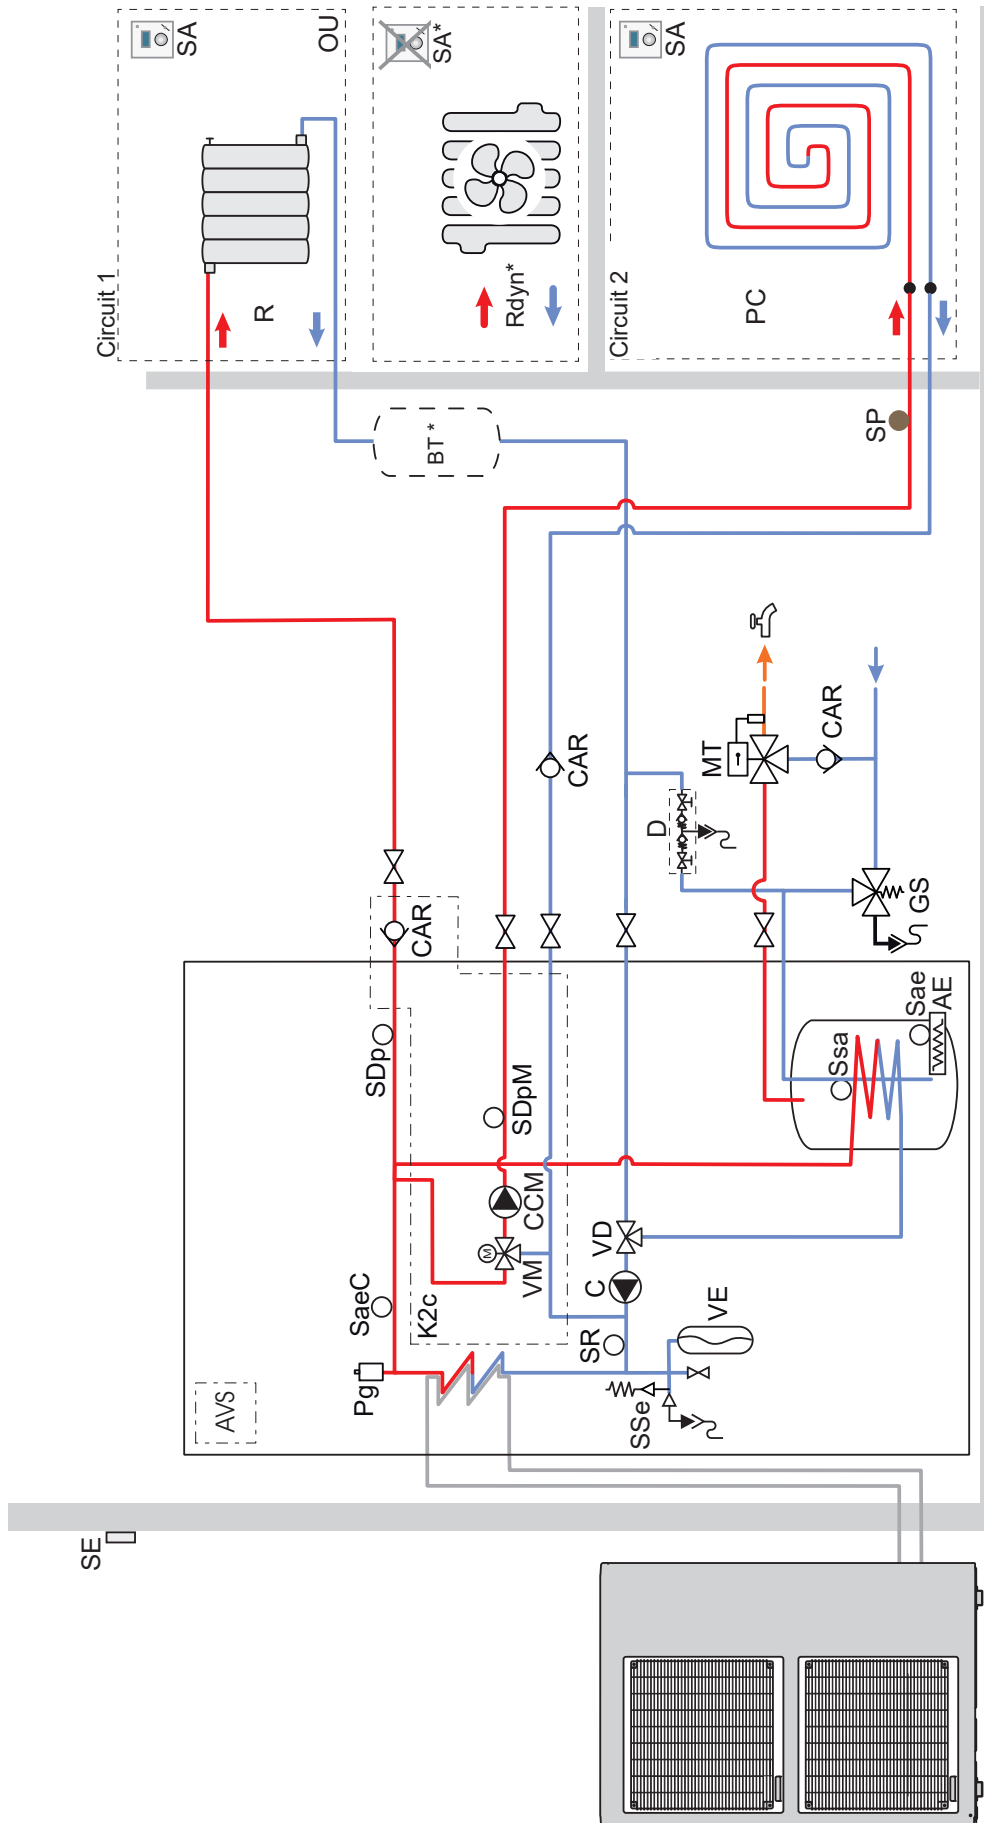 SA
OU
Circuit 1
R
SA*
Rdyn*
SA
Circuit 2
PC
BT *
SP
CAR
MT
CAR
D
GS
CAR
SDp
SDpM
Sae
AE
Ssa
CCM
VM
M
VD
C
SaeC
K2c
SR
VE
Pg
SSe
AVS
SE